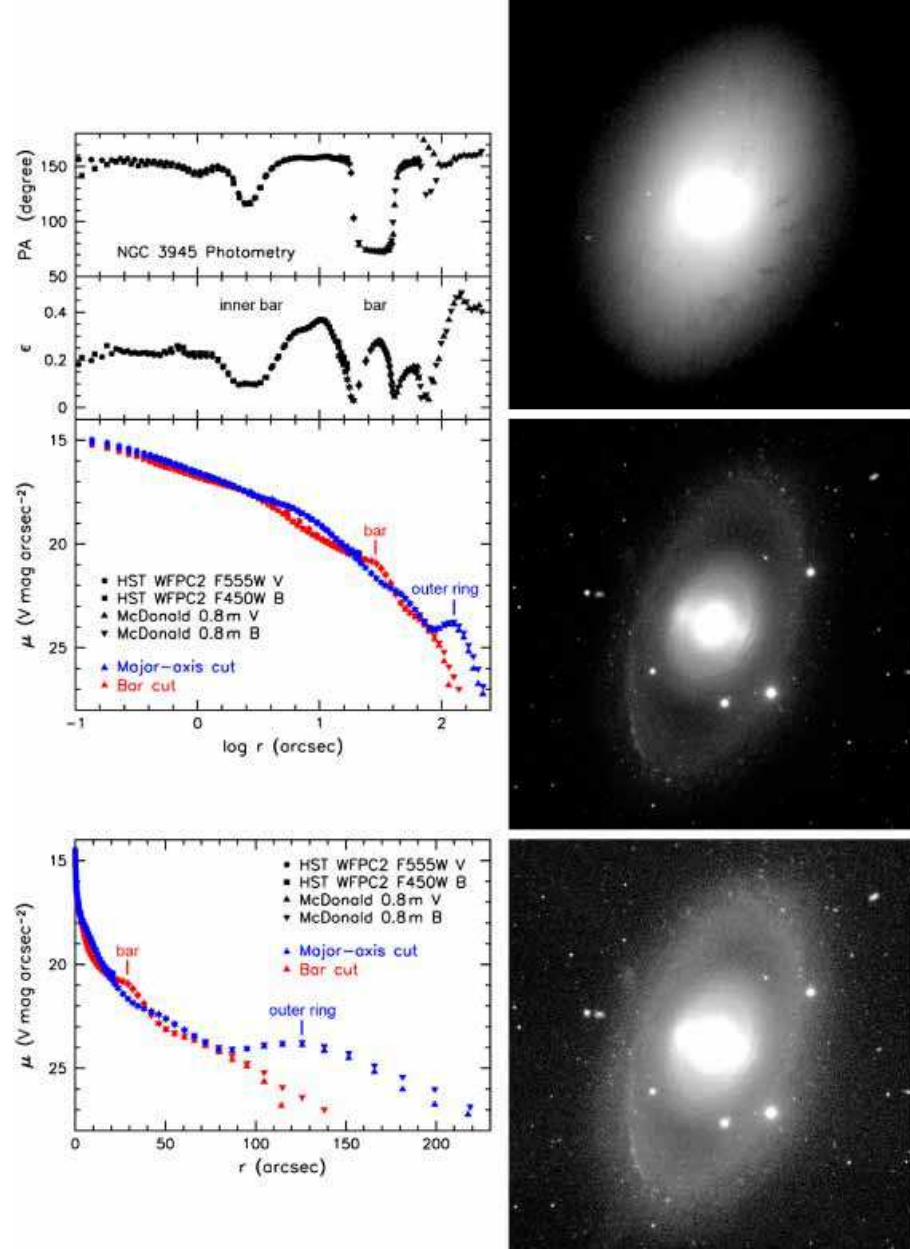 150
100
50
PA (degree)
NGC 3945 Photometry
0.4
0.2
0
ϵ
inner bar
bar
15
20
25
μ (V mag arcsec⁻²)
bar
outer ring
HST WFPC2 F555W V
HST WFPC2 F450W B
McDonald 0.8m V
McDonald 0.8m B
Major-axis cut
Bar cut
-1
0
1
2
log r (arcsec)
15
20
25
μ (V mag arcsec⁻²)
HST WFPC2 F555W V
HST WFPC2 F450W B
McDonald 0.8m V
McDonald 0.8m B
Major-axis cut
Bar cut
bar
outer ring
0
50
100
150
200
r (arcsec)